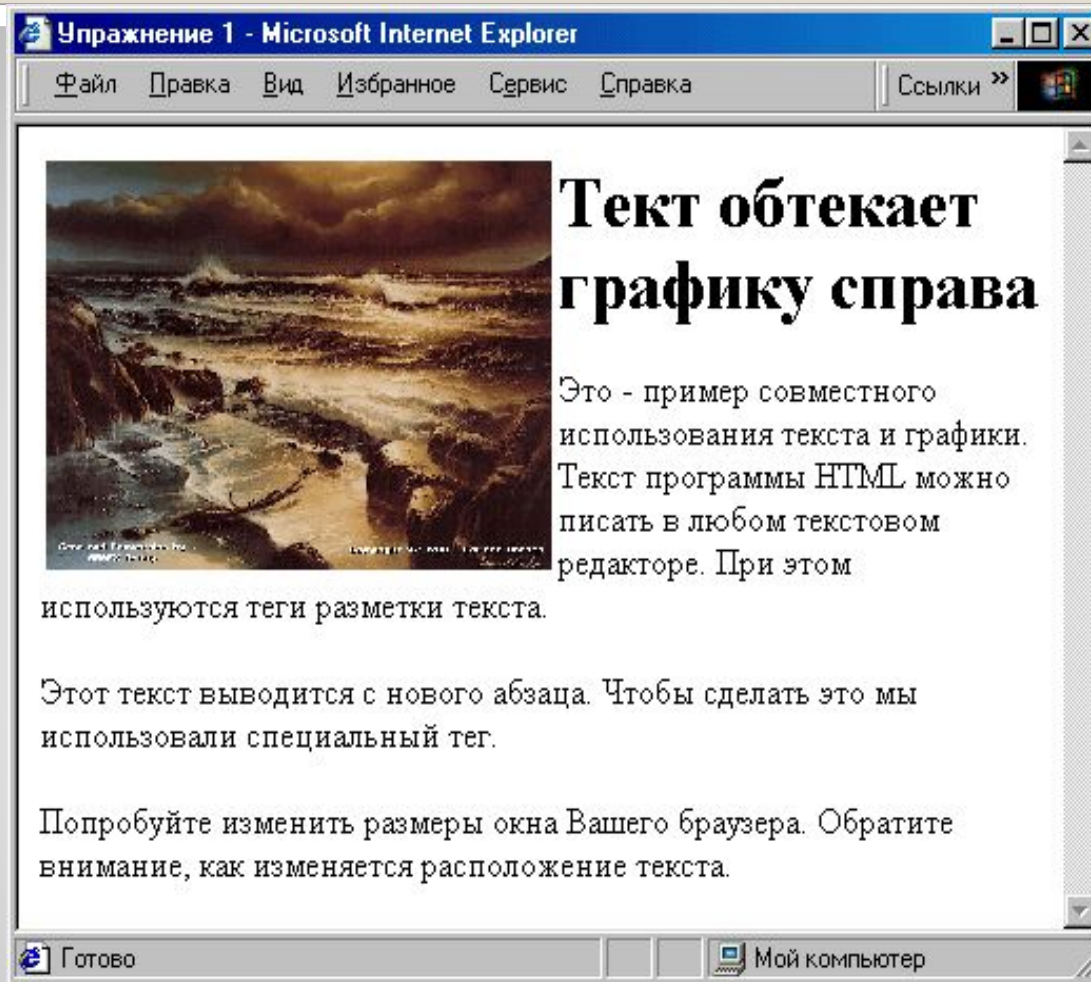 Упражнение 1 - Microsoft Internet Explorer
Файл Правка Вид Избранное Сервис Справка Ссылки »
Тект обтекает
графику справа
Это - пример совместного
использования текста и графики.
Текст программы HTML можно
писать в любом текстовом
редакторе. При этом
используются теги разметки текста.
Этот текст выводится с нового абзаца. Чтобы сделать это мы
использовали специальный тег.
Попробуйте изменить размеры окна Вашего браузера. Обратите
внимание, как изменяется расположение текста.
Готово Мой компьютер